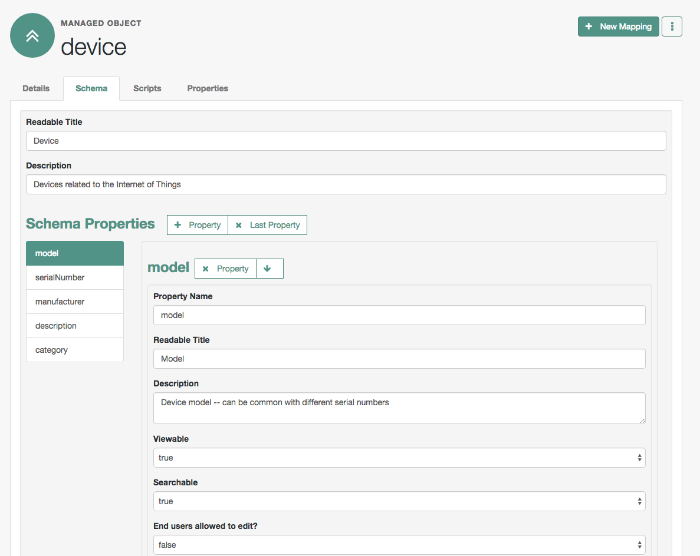 MANAGED OBJECT
device
+ New Mapping
Details Schema Scripts Properties
Readable Title
Device
Description
Devices related to the Internet of Things
Schema Properties
+ Property × Last Property
model
serialNumber
manufacturer
description
category
model
× Property
Property Name
model
Readable Title
Model
Description
Device model -- can be common with different serial numbers
Viewable
true
Searchable
true
End users allowed to edit?
false